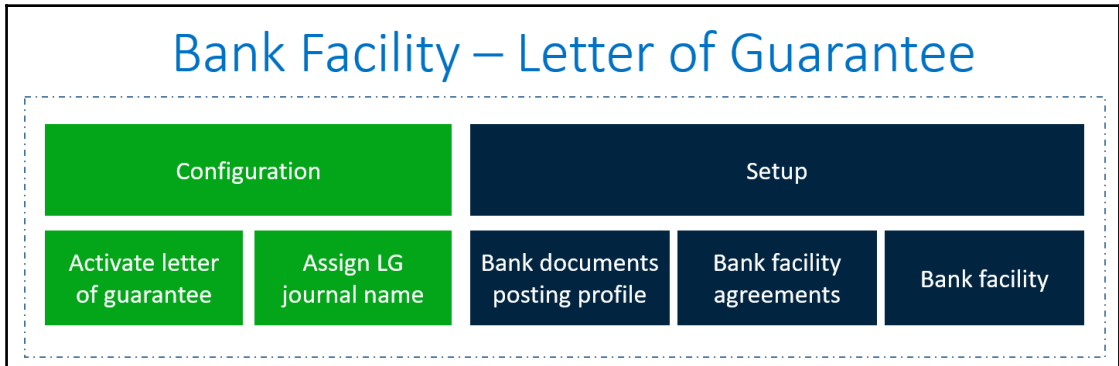 Bank Facility – Letter of Guarantee
Configuration
Setup
Activate letter
of guarantee
Assign LG
journal name
Bank documents
posting profile
Bank facility
agreements
Bank facility